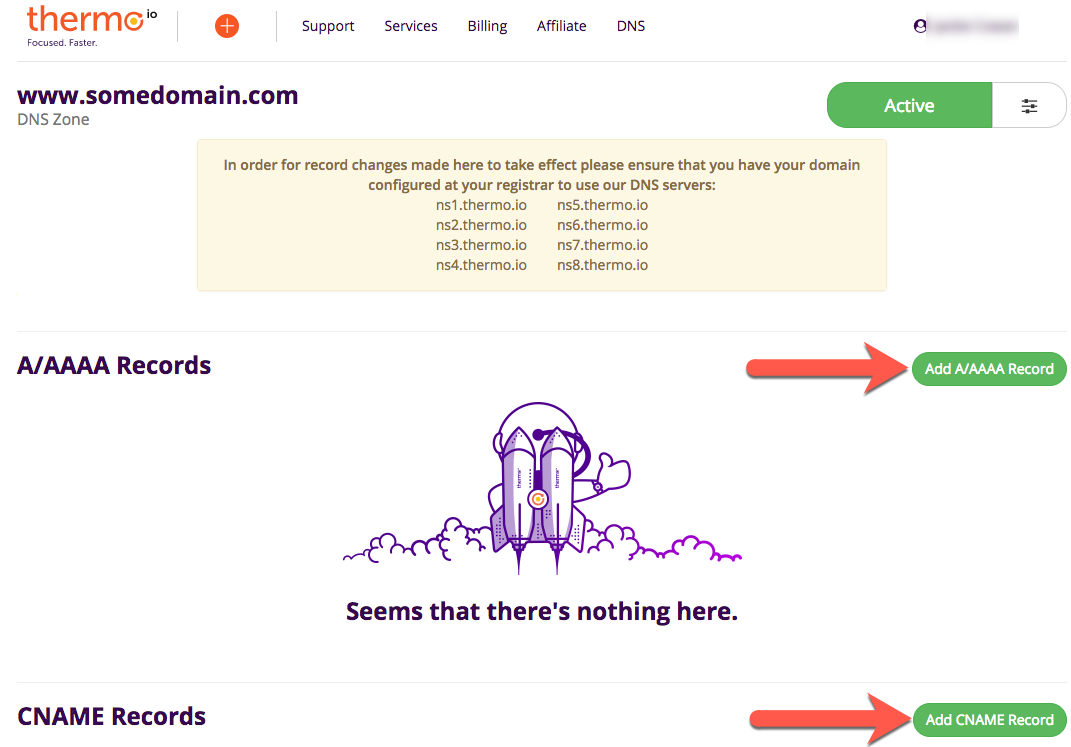 thermo io
Focused. Faster.
Support Services Billing Affiliate DNS
www.somedomain.com
DNS Zone
Active
In order for record changes made here to take effect please ensure that you have your domain
configured at your registrar to use our DNS servers:
ns1.thermo.io ns5.thermo.io
ns2.thermo.io ns6.thermo.io
ns3.thermo.io ns7.thermo.io
ns4.thermo.io ns8.thermo.io
A/AAAA Records
Add A/AAAA Record
thermo thermo
Seems that there's nothing here.
CNAME Records
Add CNAME Record